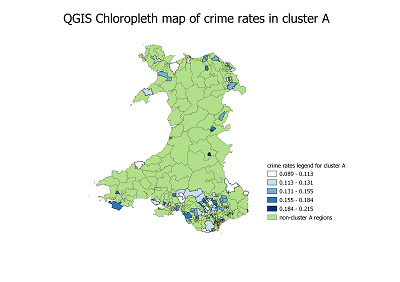 QGIS Chloropleth map of crime rates in cluster A
crime rates legend for cluster A
0.089 - 0.113
0.113 - 0.131
0.131 - 0.155
0.155 - 0.184
0.184 - 0.215
non-cluster A regions